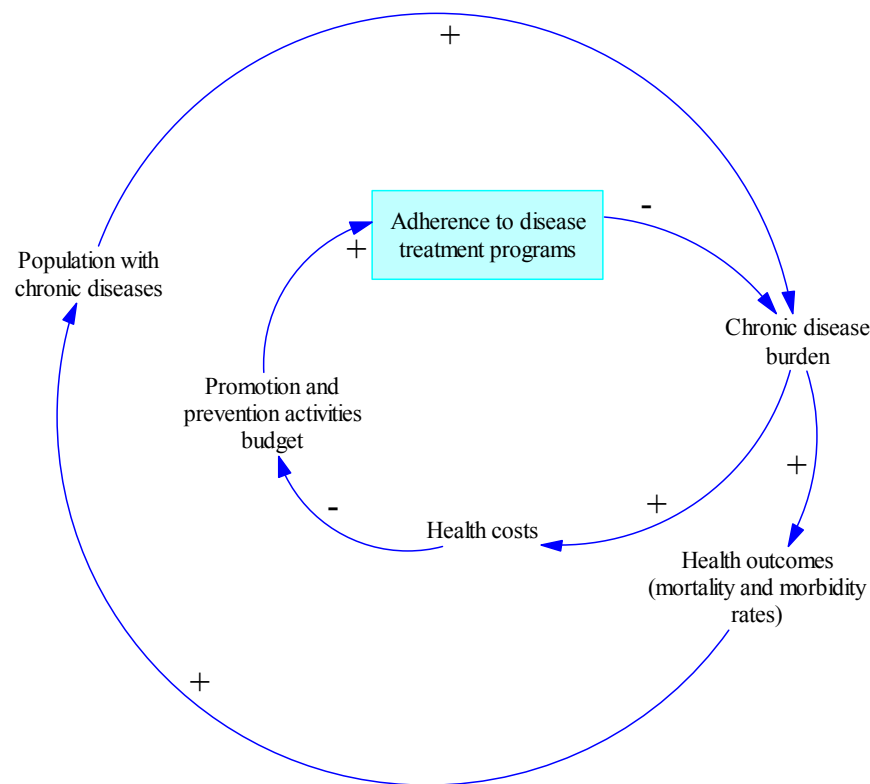 +
Adherence to disease
treatment programs
-
+
Population with
chronic diseases
Chronic disease
burden
Promotion and
prevention activities
budget
+
-
+
Health costs
Health outcomes
(mortality and morbidity
rates)
+